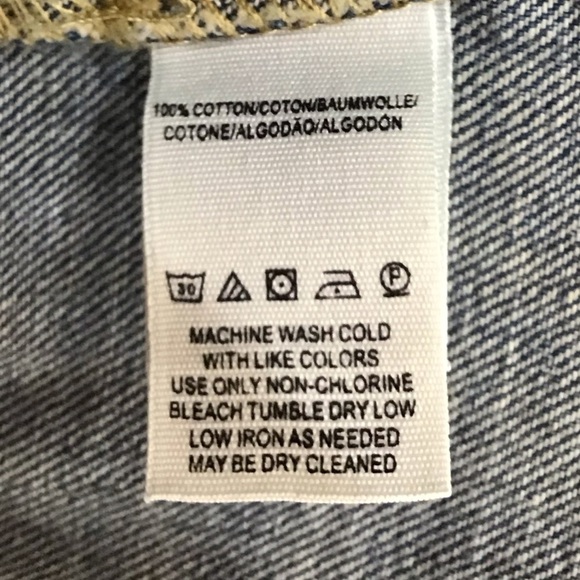 100% COTTON/COTON/BAUMWOLLE/
COTONE/ALGODÃO/ALGODÓN
30 P
MACHINE WASH COLD
WITH LIKE COLORS
USE ONLY NON-CHLORINE
BLEACH TUMBLE DRY LOW
LOW IRON AS NEEDED
MAY BE DRY CLEANED